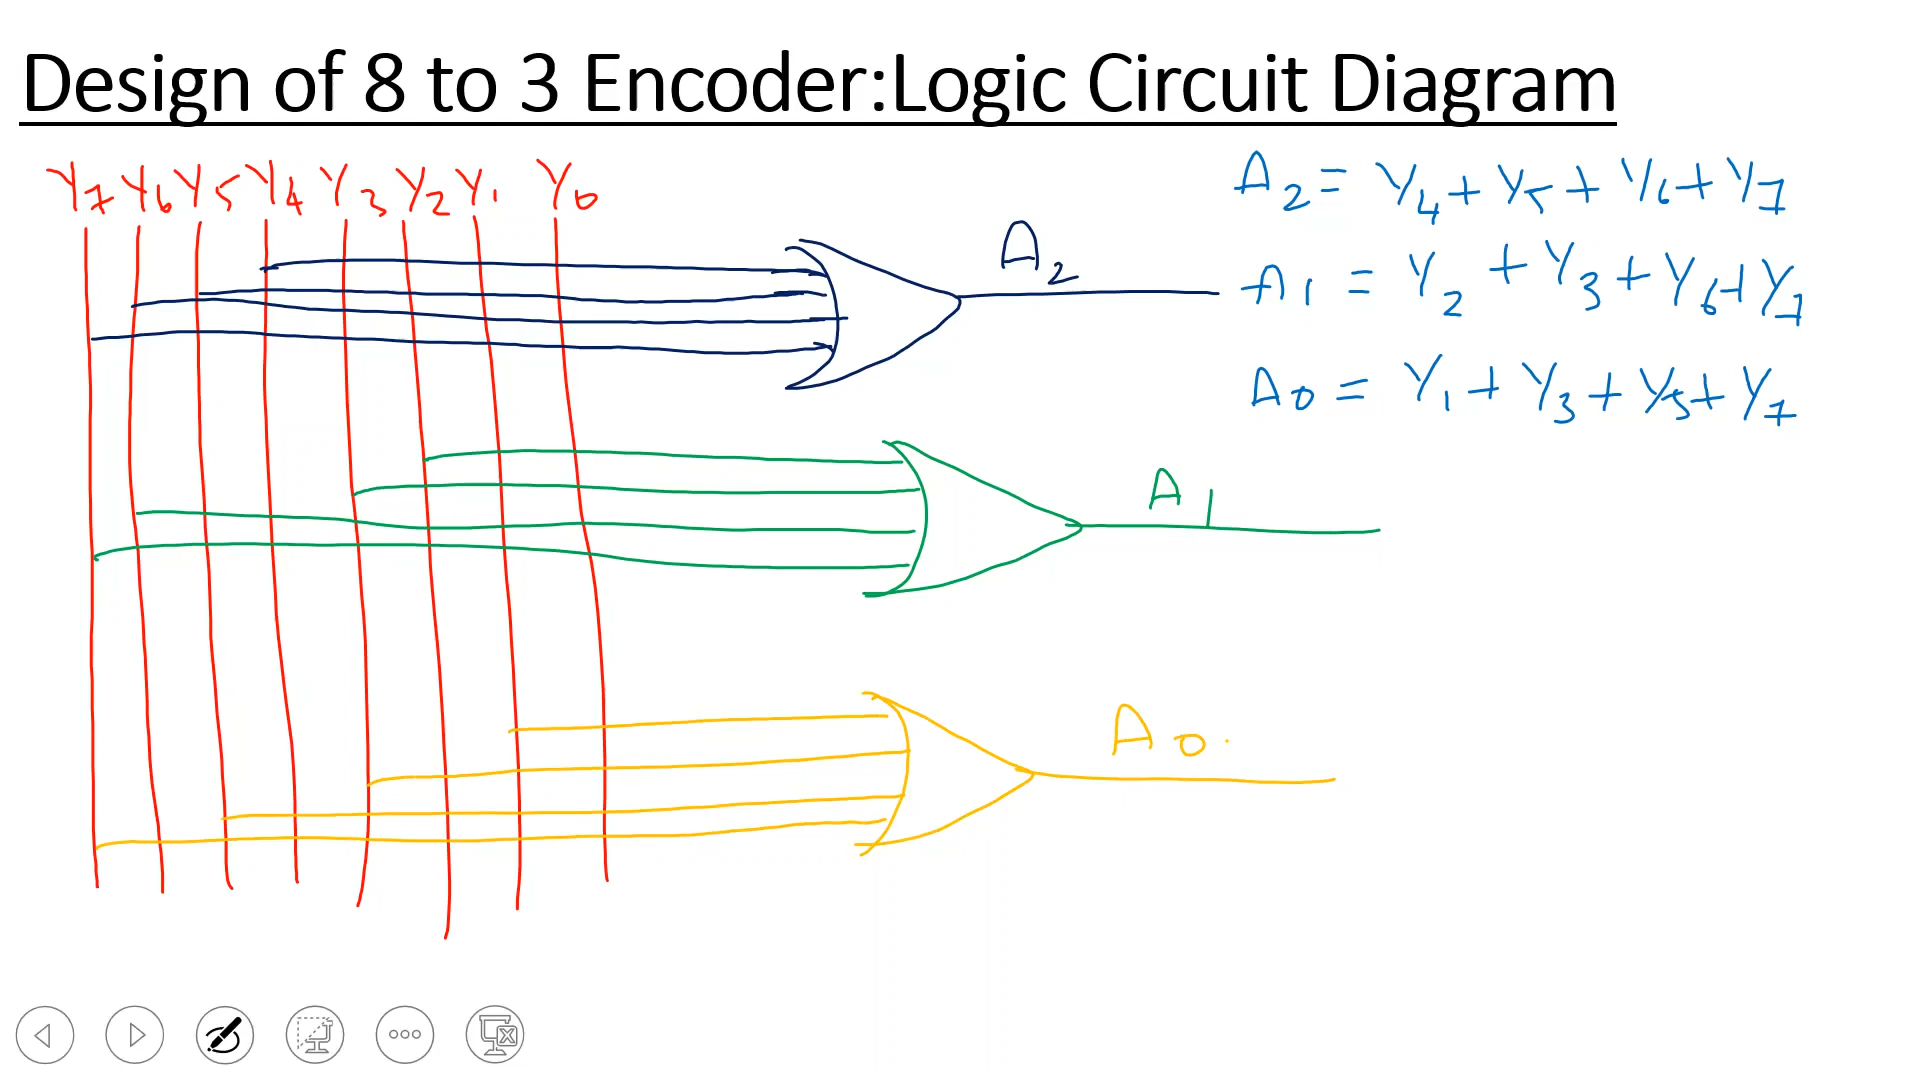 Design of 8 to 3 Encoder:Logic Circuit Diagram
Y7 Y6 Y5 Y4 Y3 Y2 Y1 Y0
A2 = Y4 + Y5 + Y6 + Y7
A2
A1 = Y2 + Y3 + Y6 + Y7
A0 = Y1 + Y3 + Y5 + Y7
A1
A0.